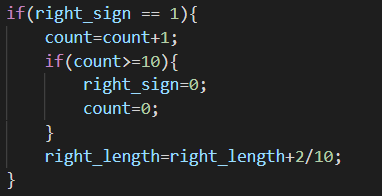 if(right_sign == 1){
    count=count+1;
    if(count>=10){
        right_sign=0;
        count=0;
    }
    right_length=right_length+2/10;
}